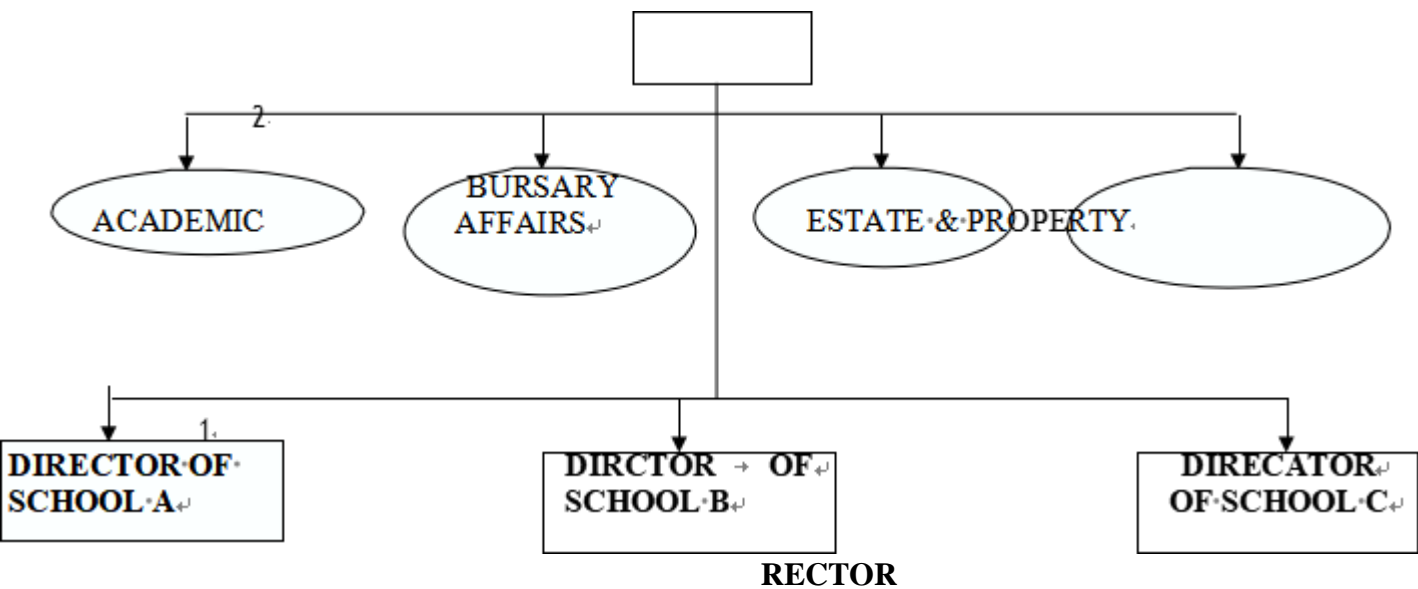 2
ACADEMIC
BURSARY
AFFAIRS
ESTATE & PROPERTY
1
DIRECTOR OF
SCHOOL A
DIRCTOR OF
SCHOOL B
DIRECATOR
OF SCHOOL C
RECTOR